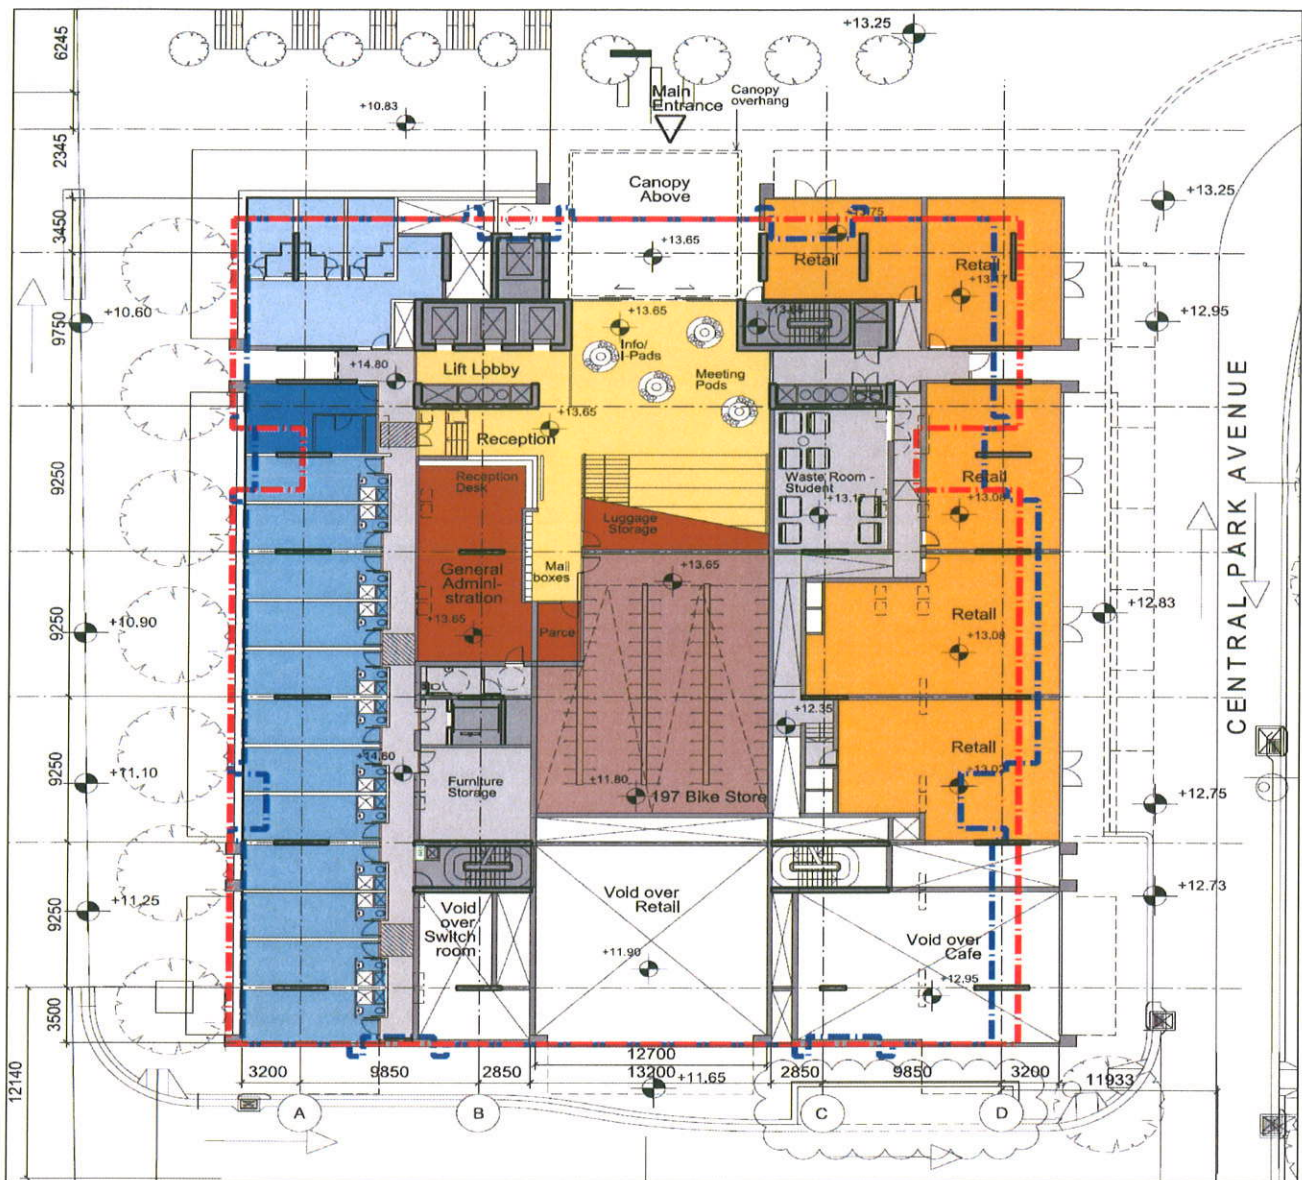 +13.25
6245
Main
Entrance
Canopy
overhang
+10.83
2345
Canopy
Above
+13.25
3450
+13.65
Retail
Retail
+10.60
9750
+13.65
+12.95
Info/
I-Pads
+14.80
Lift Lobby
Meeting
Pods
+13.65
Reception
9250
Reception
Desk
Waste Room -
Student
+13.17
Retail
Luggage
Storage
+13.65
General
Admini-
stration
Mail
boxes
CENTRAL PARK AVENUE
+10.90
9250
+13.65
Parce
Retail
+13.08
+12.83
+12.35
Retail
+11.10
9250
Furniture
Storage
+11.80
197 Bike Store
+12.75
+11.25
9250
Void
over
Switch
room
Void over
Retail
+11.90
Void over
Cafe
+12.95
+12.73
3500
12140
12700
3200
9850
2850
13200
+11.65
2850
9850
3200
11933
A
B
C
D